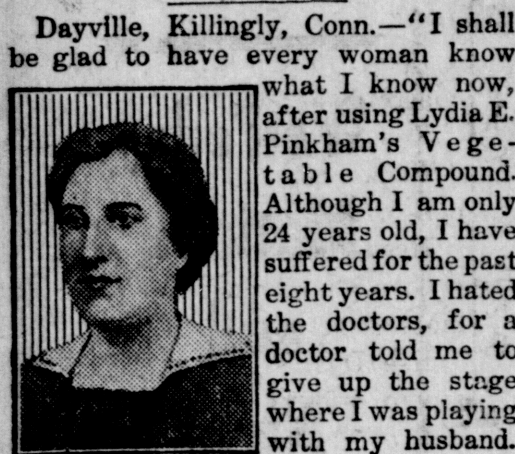 Dayville, Killingly, Conn.—“I shall
be glad to have every woman know
what I know now,
after using Lydia E.
Pinkham's Vege-
table Compound.
Although I am only
24 years old, I have
suffered for the past
eight years. I hated
the doctors, for a
doctor told me to
give up the stage
where I was playing
with my husband.